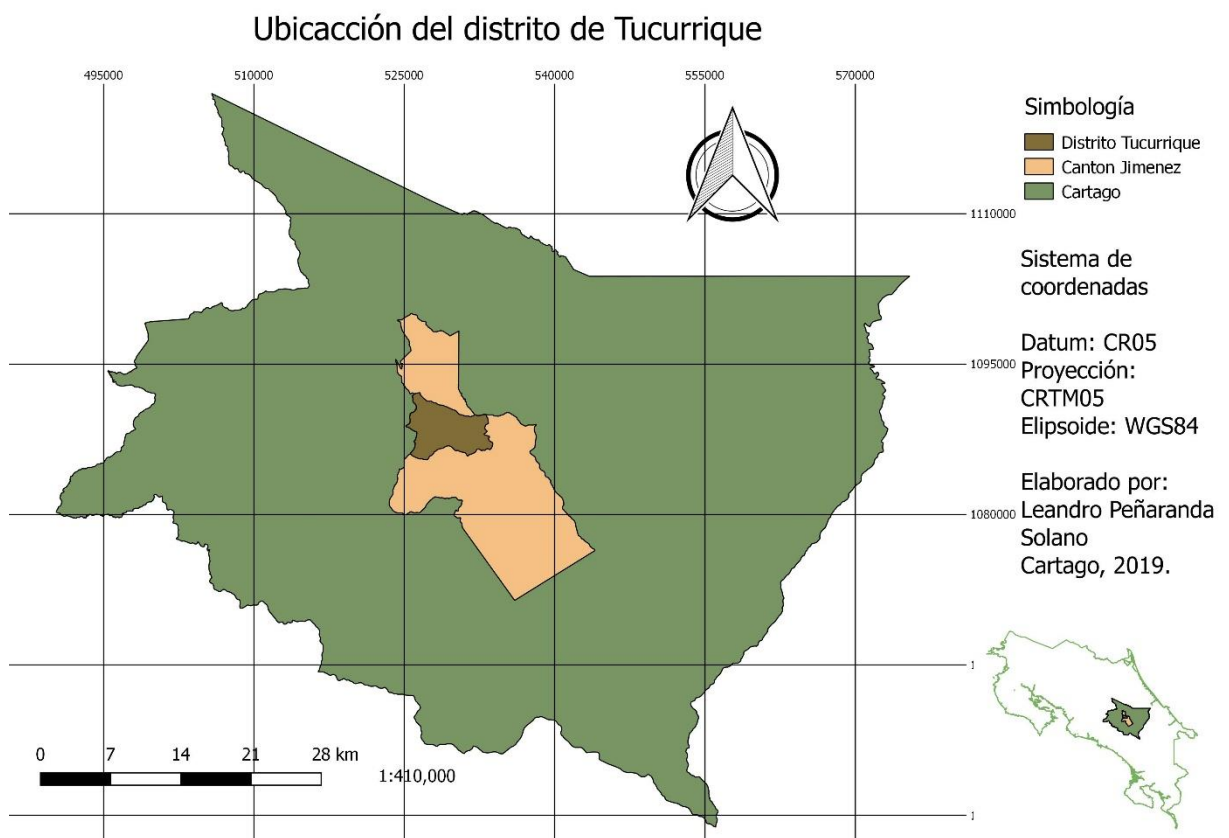 Ubicacción del distrito de Tucurrique
495000 510000 525000 540000 555000 570000
Simbología
Distrito Tucurrique
Canton Jimenez
Cartago
1110000
Sistema de
coordenadas
1095000
Datum: CR05
Proyección:
CRTM05
Elipsoide: WGS84
1080000
Elaborado por:
Leandro Peñaranda
Solano
Cartago, 2019.
0 7 14 21 28 km
1:410,000